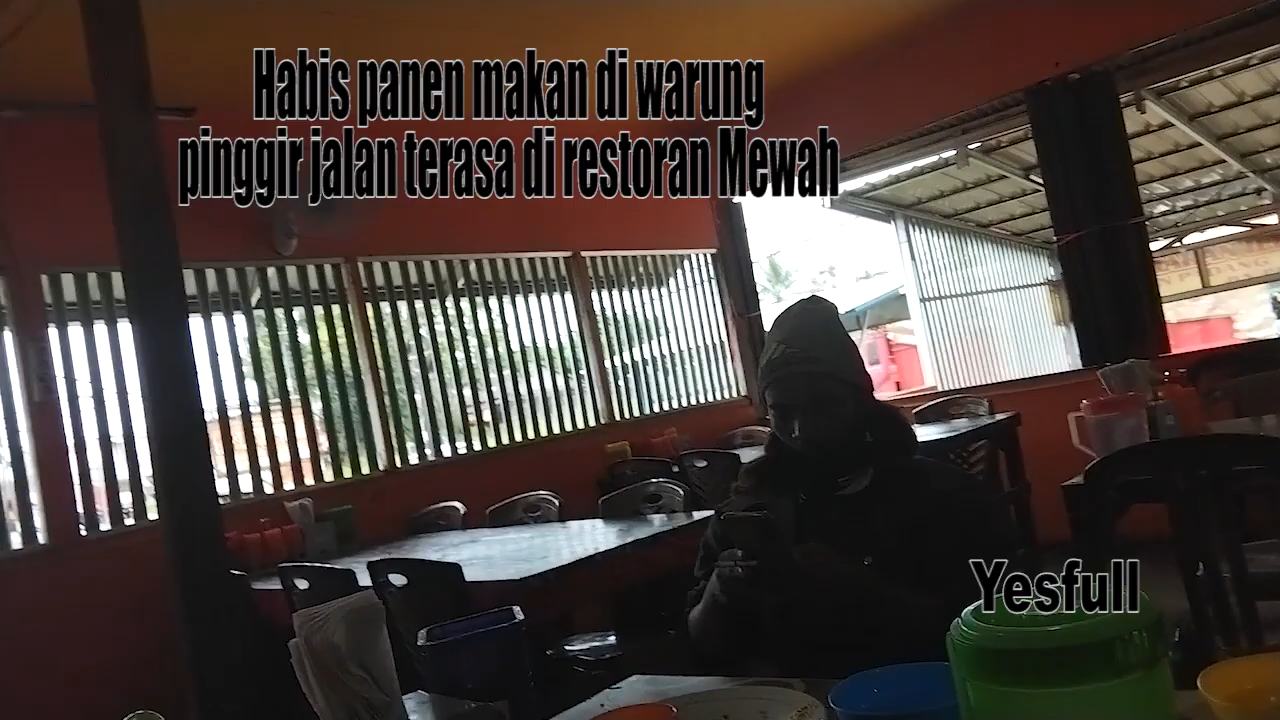 Habis panen makan di warung
pinggir jalan terasa di restoran Mewah
Yesfull